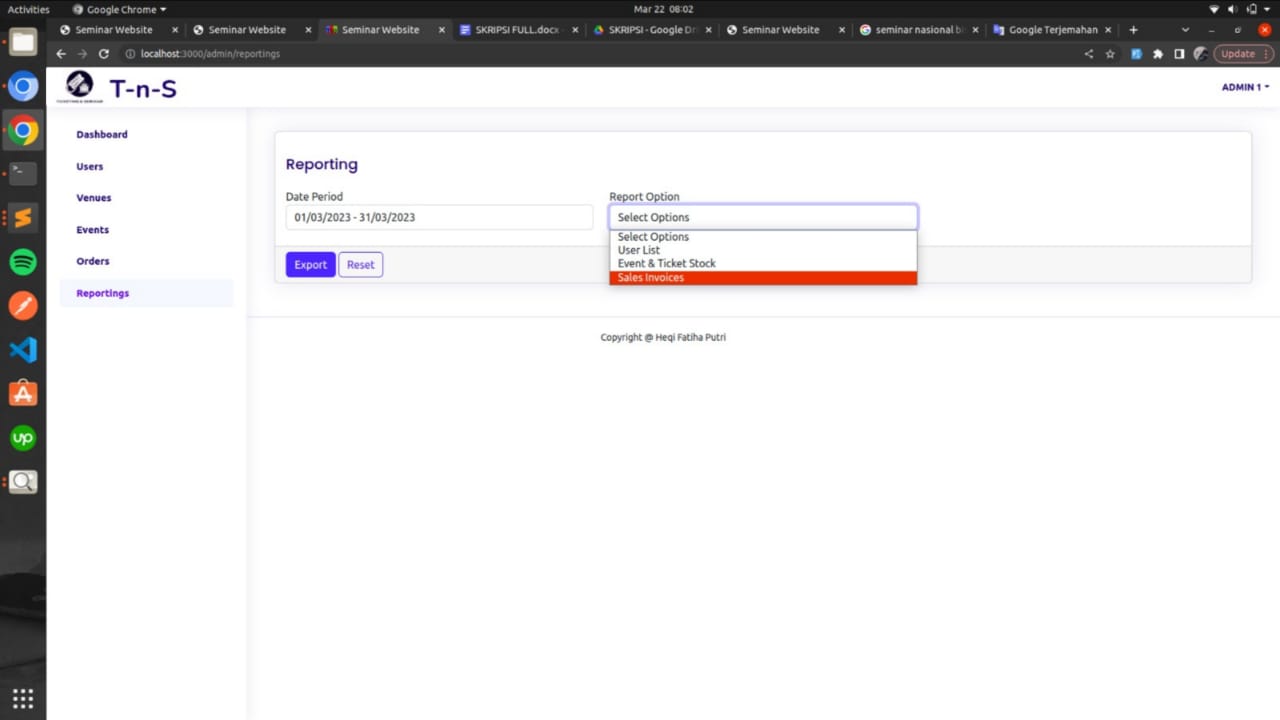 Activities
Google Chrome
Mar 22 08:02
Seminar Website
Seminar Website
Seminar Website
SKRIPSI FULL.docx
SKRIPSI - Google Dri
Seminar Website
seminar nasional bi
Google Terjemahan
localhost:3000/admin/reportings
Update
T-n-S
ADMIN 1
Dashboard
Users
Venues
Events
Orders
Reportings
Reporting
Date Period
Report Option
01/03/2023 - 31/03/2023
Select Options
Select Options
User List
Event & Ticket Stock
Sales Invoices
Export
Reset
Copyright @ Heqi Fatiha Putri
up